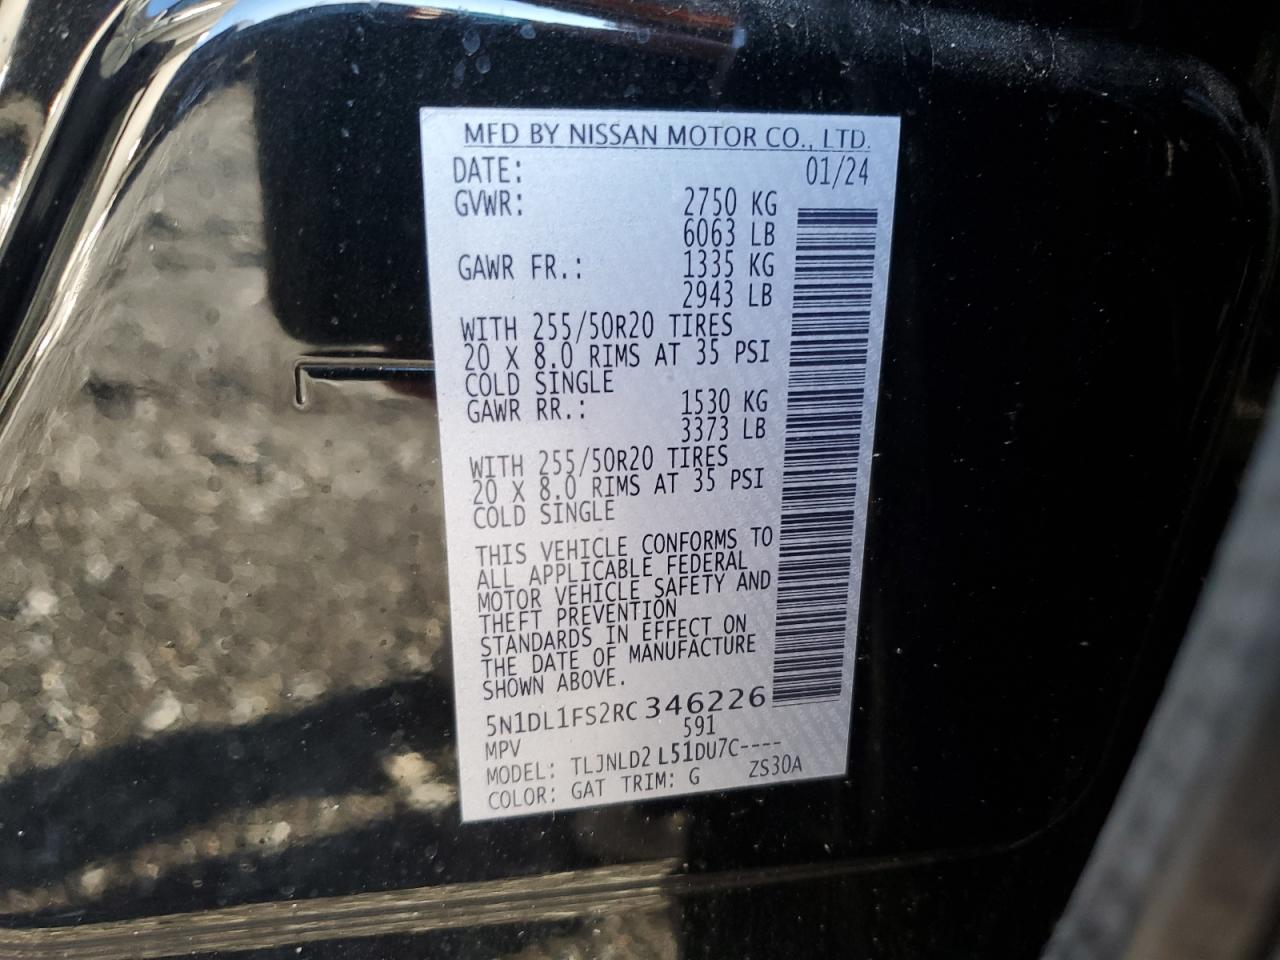 MFD BY NISSAN MOTOR CO., LTD.
DATE: 01/24
GVWR: 2750 KG
6063 LB
GAWR FR.: 1335 KG
2943 LB
WITH 255/50R20 TIRES
20 X 8.0 RIMS AT 35 PSI
COLD SINGLE
GAWR RR.: 1530 KG
3373 LB
WITH 255/50R20 TIRES
20 X 8.0 RIMS AT 35 PSI
COLD SINGLE
THIS VEHICLE CONFORMS TO
ALL APPLICABLE FEDERAL
MOTOR VEHICLE SAFETY AND
THEFT PREVENTION
STANDARDS IN EFFECT ON
THE DATE OF MANUFACTURE
SHOWN ABOVE.
5N1DL1FS2RC346226
MPV 591
MODEL: TLJNLD2 L51DU7C----
COLOR: GAT TRIM: G ZS30A